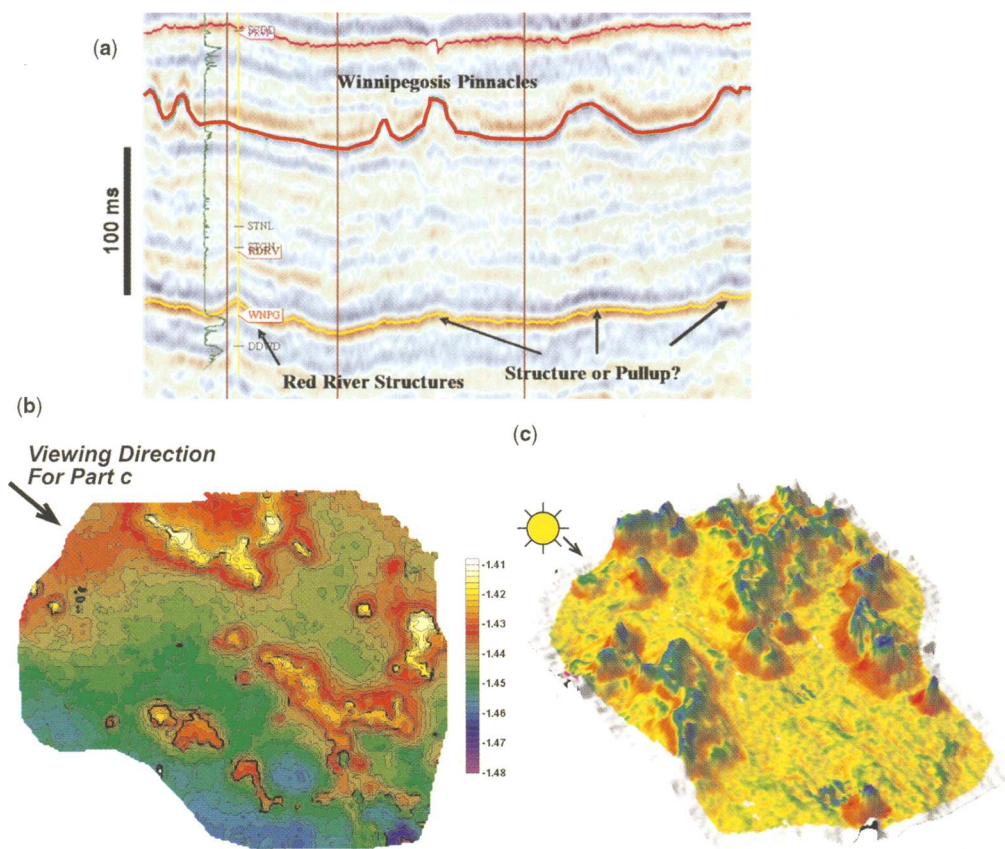 (a)
Winnipegosis Pinnacles
100 ms
STNL
RDRV
WNPG
DDWD
Red River Structures
Structure or Pullup?
(b)
(c)
Viewing Direction
For Part c
-1.41
-1.42
-1.43
-1.44
-1.45
-1.46
-1.47
-1.48